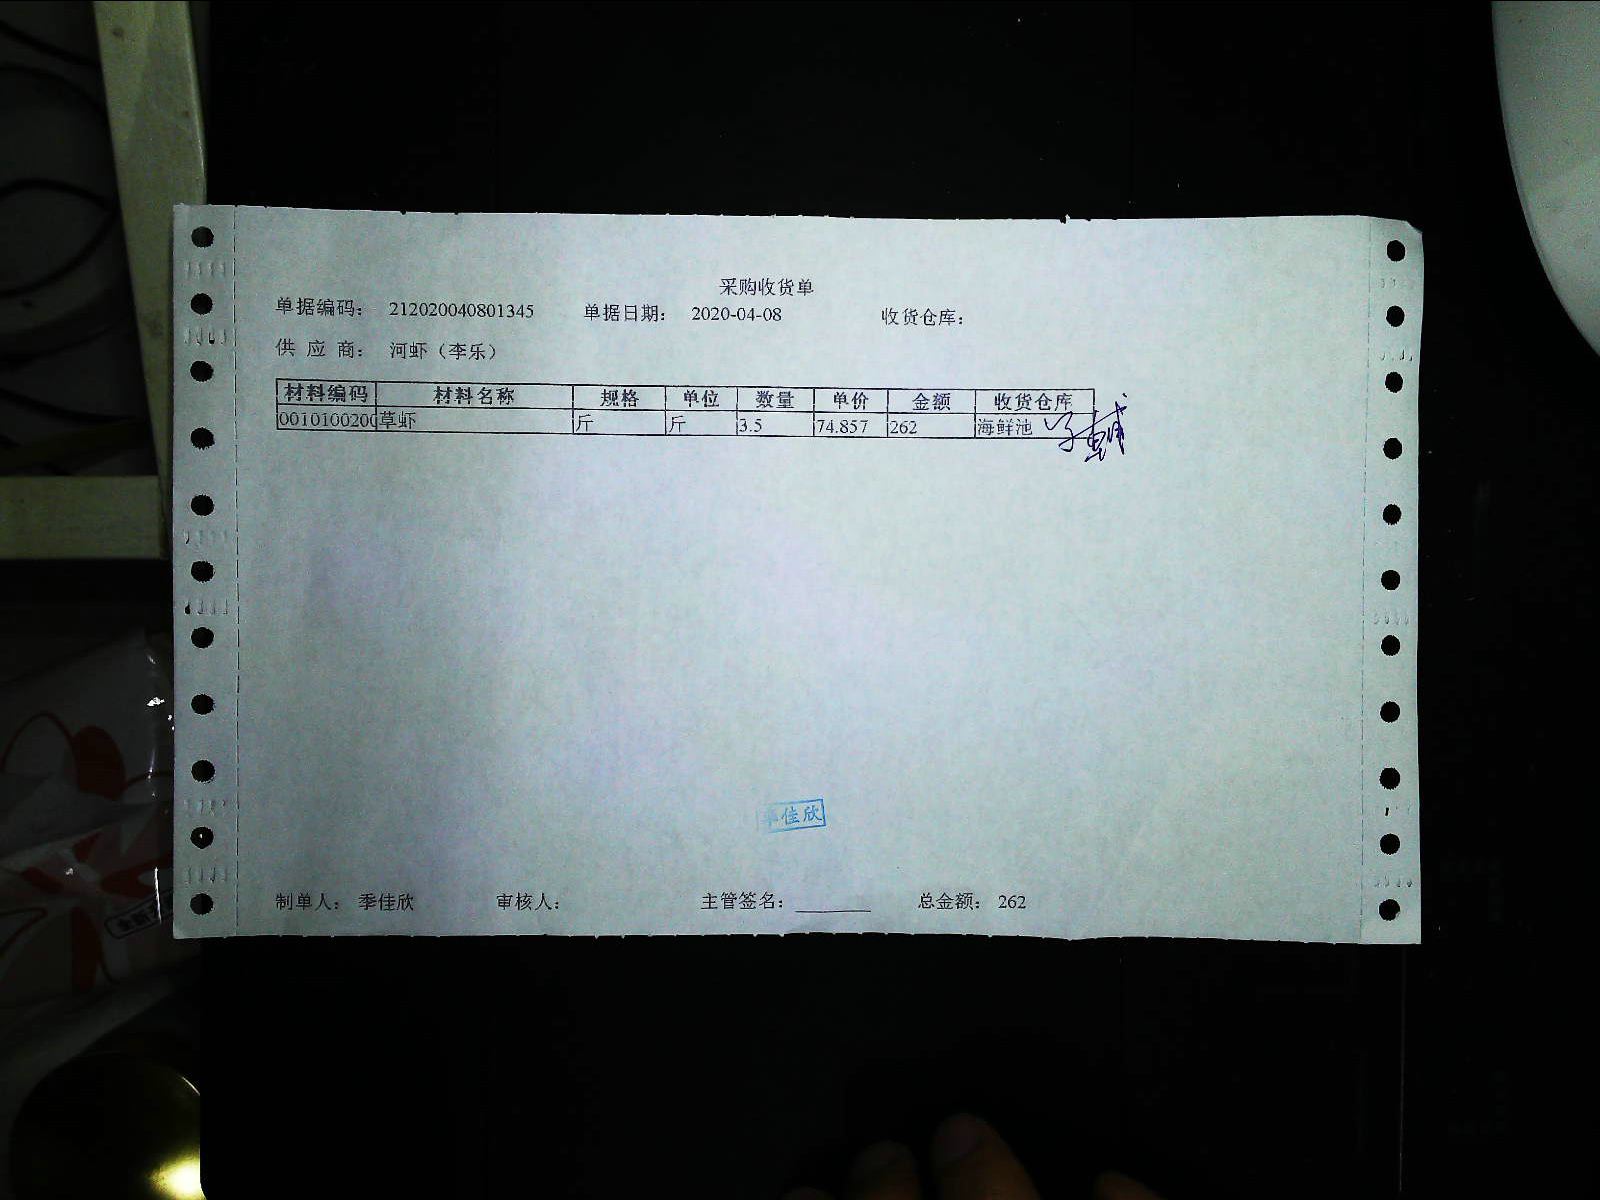 采购收货单
单据编码： 212020040801345 单据日期： 2020-04-08 收货仓库：
供 应 商： 河虾（李乐）
材料编码 材料名称 规格 单位 数量 单价 金额 收货仓库
001010020 草虾 斤 斤 3.5 74.857 262 海鲜池
季佳欣
制单人： 季佳欣 审核人： 主管签名：________ 总金额： 262